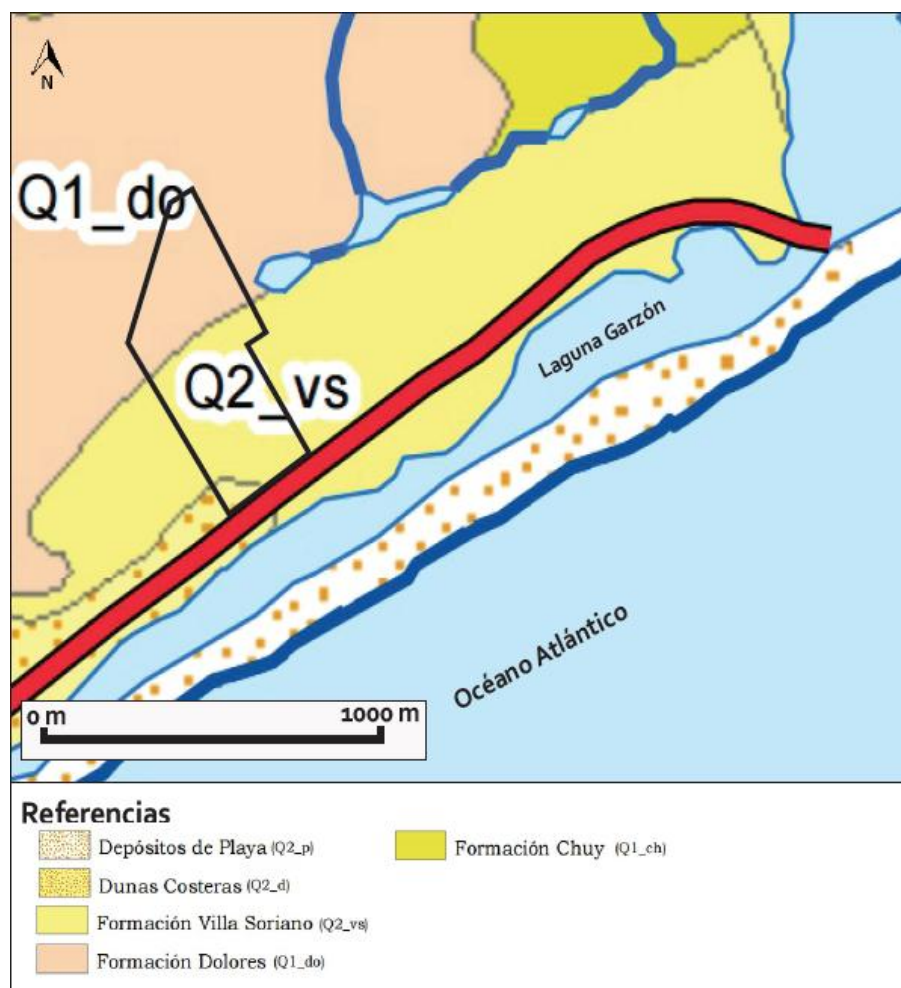 N
Q1_do
Q2_vs
Laguna Garzón
Océano Atlántico
0 m 1000 m
Referencias
Depósitos de Playa (Q2_p)
Dunas Costeras (Q2_d)
Formación Villa Soriano (Q2_vs)
Formación Dolores (Q1_do)
Formación Chuy (Q1_ch)